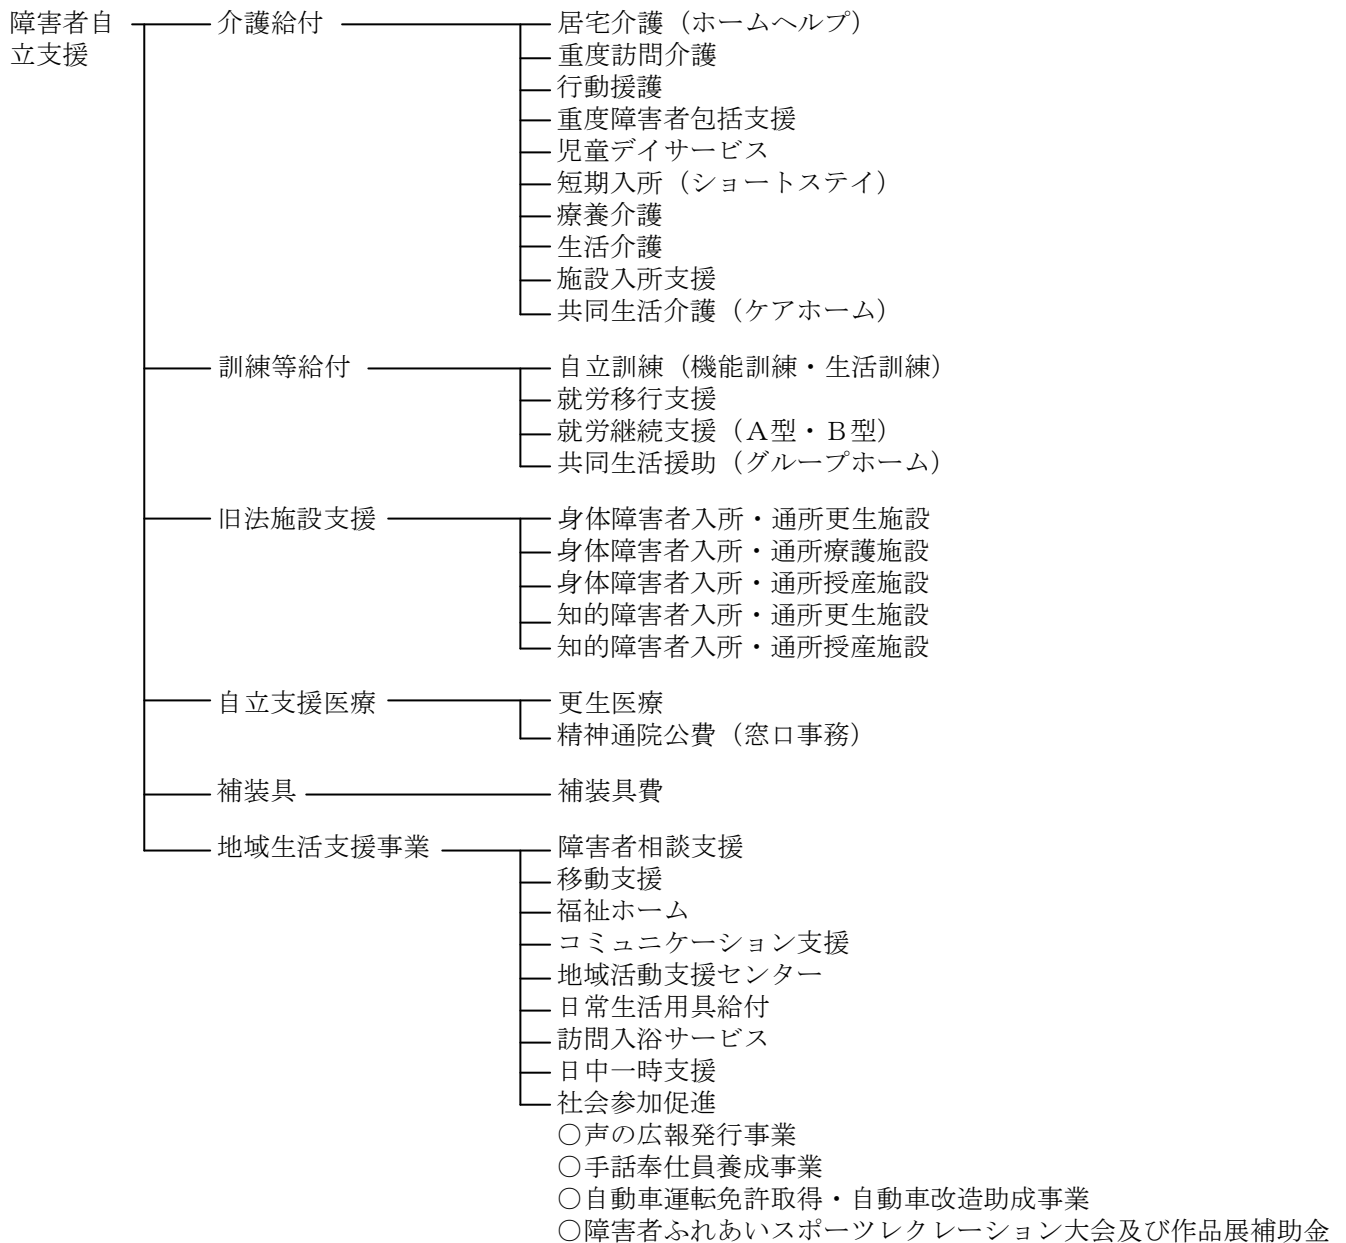 障害者自立支援
介護給付
居宅介護（ホームヘルプ）
重度訪問介護
行動援護
重度障害者包括支援
児童デイサービス
短期入所（ショートステイ）
療養介護
生活介護
施設入所支援
共同生活介護（ケアホーム）
訓練等給付
自立訓練（機能訓練・生活訓練）
就労移行支援
就労継続支援（Ａ型・Ｂ型）
共同生活援助（グループホーム）
旧法施設支援
身体障害者入所・通所更生施設
身体障害者入所・通所療護施設
身体障害者入所・通所授産施設
知的障害者入所・通所更生施設
知的障害者入所・通所授産施設
自立支援医療
更生医療
精神通院公費（窓口事務）
補装具
補装具費
地域生活支援事業
障害者相談支援
移動支援
福祉ホーム
コミュニケーション支援
地域活動支援センター
日常生活用具給付
訪問入浴サービス
日中一時支援
社会参加促進
○声の広報発行事業
○手話奉仕員養成事業
○自動車運転免許取得・自動車改造助成事業
○障害者ふれあいスポーツレクレーション大会及び作品展補助金